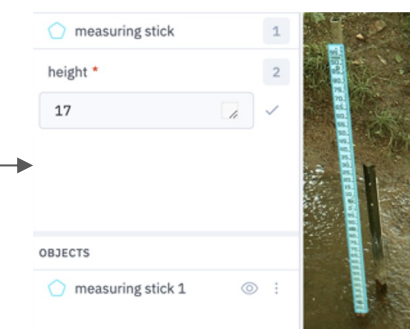 measuring stick
1
height *
2
17
OBJECTS
measuring stick 1